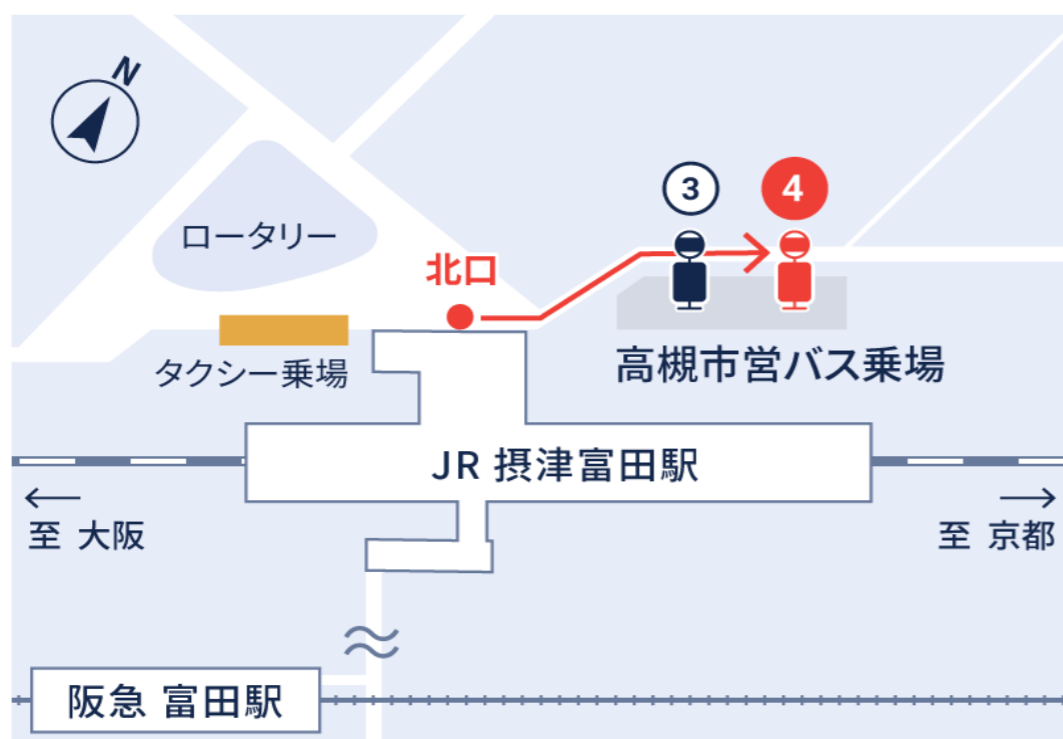 N
3
4
ロータリー
北口
タクシー乗場
高槻市営バス乗場
JR 摂津富田駅
至 大阪
至 京都
阪急 富田駅